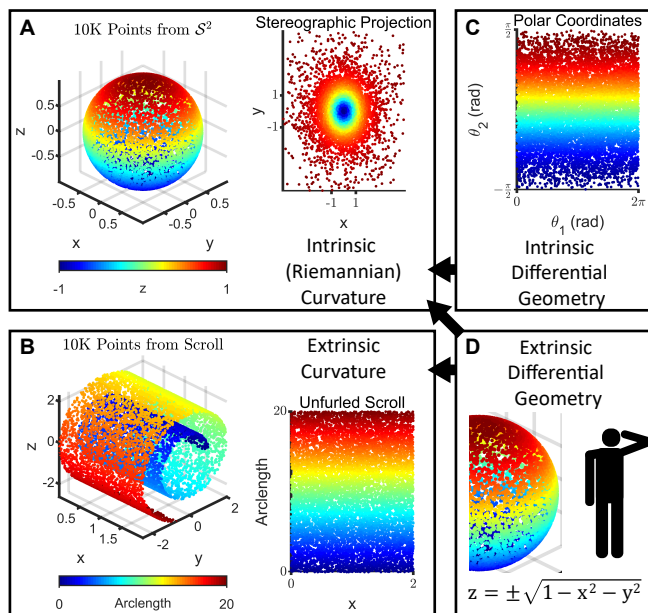 A
10K Points from S²
0.5
0
-0.5
z
-0.5
0
0.5
-0.5
0
0.5
x
y
-1
z
1
Stereographic Projection
y
1
-1
-1 1
x
Intrinsic
(Riemannian)
Curvature
C
Polar Coordinates
π/2
θ₂ (rad)
-π/2
0
2π
θ₁ (rad)
Intrinsic
Differential
Geometry
B
10K Points from Scroll
2
0
-2
z
0.5
1
1.5
-2
0
2
x
y
0
Arclength
20
Extrinsic
Curvature
Unfurled Scroll
20
Arclength
0
0
2
x
D
Extrinsic
Differential
Geometry
z = ±√(1 − x² − y²)